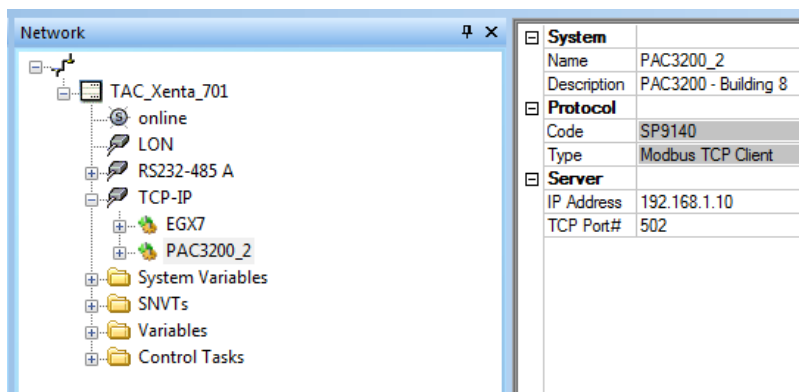 Network
TAC_Xenta_701
online
LON
RS232-485 A
TCP-IP
EGX7
PAC3200_2
System Variables
SNVTs
Variables
Control Tasks
System
Name PAC3200_2
Description PAC3200 - Building 8
Protocol
Code SP9140
Type Modbus TCP Client
Server
IP Address 192.168.1.10
TCP Port# 502